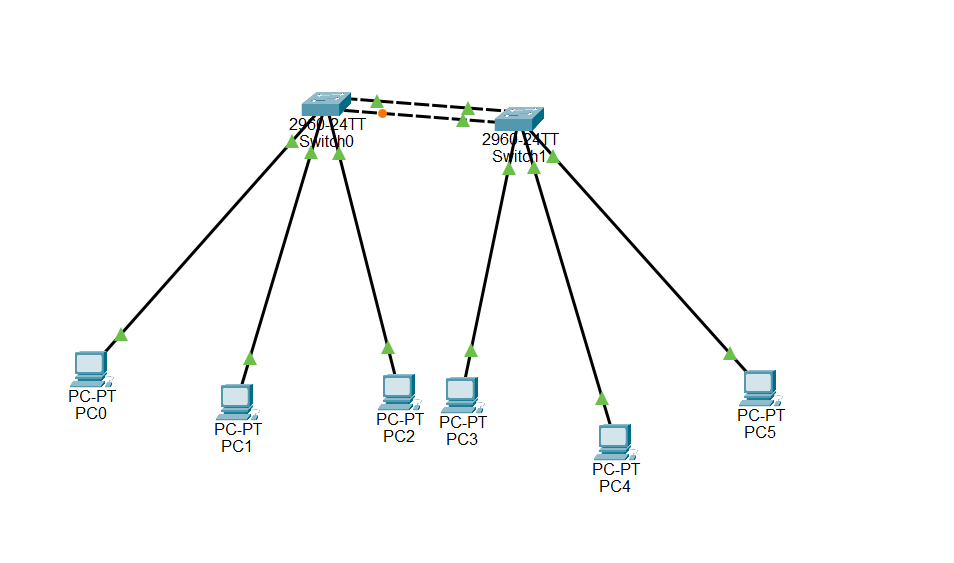 2960-24TT
Switch0
2960-24TT
Switch1
PC-PT
PC0
PC-PT
PC1
PC-PT
PC2
PC-PT
PC3
PC-PT
PC4
PC-PT
PC5